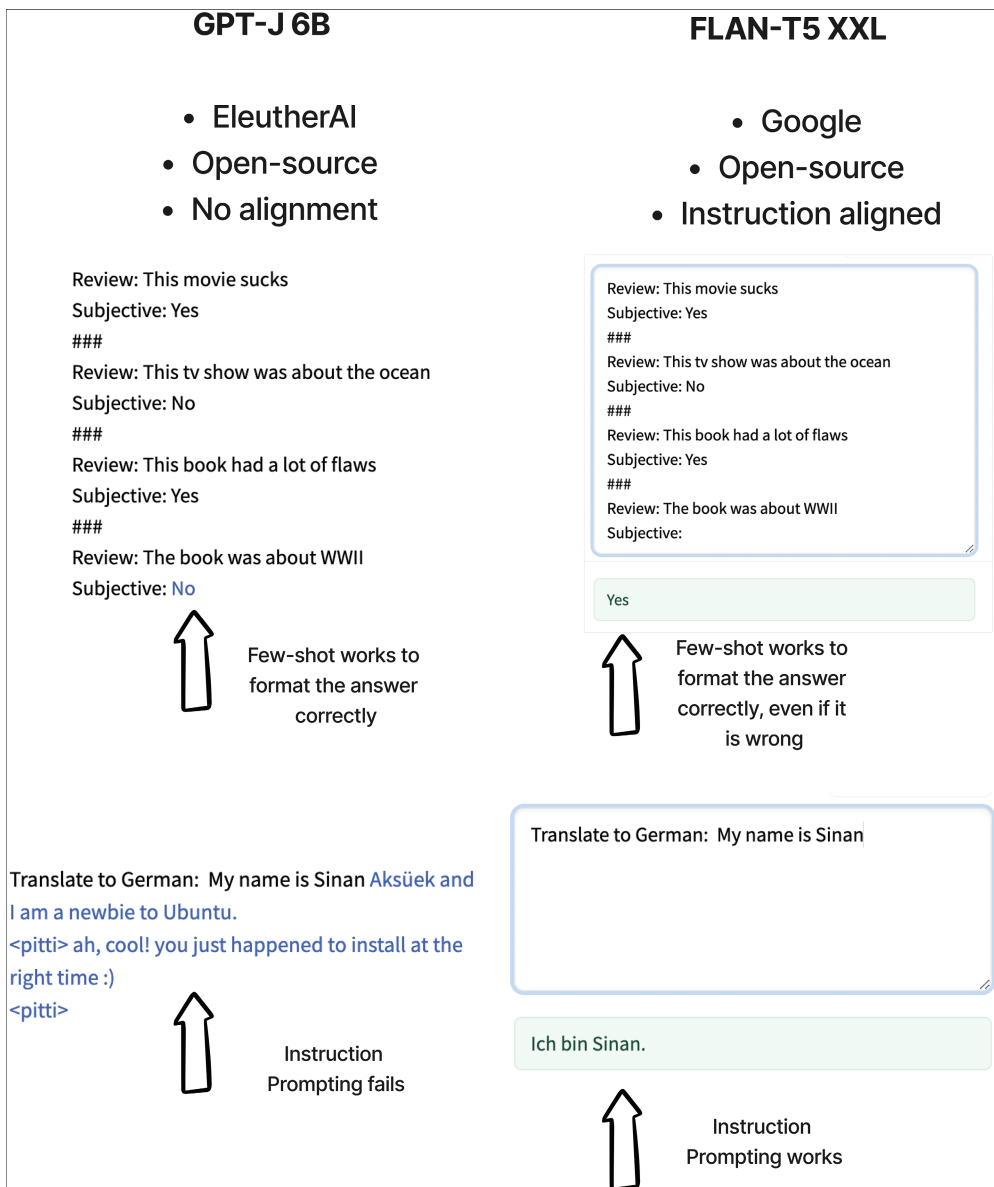 GPT-J 6B
• EleutherAI
• Open-source
• No alignment
Review: This movie sucks
Subjective: Yes
###
Review: This tv show was about the ocean
Subjective: No
###
Review: This book had a lot of flaws
Subjective: Yes
###
Review: The book was about WWII
Subjective: No
Few-shot works to
format the answer
correctly
Translate to German:  My name is Sinan Aksüek and
I am a newbie to Ubuntu.
<pitti> ah, cool! you just happened to install at the
right time :)
<pitti>
Instruction
Prompting fails
FLAN-T5 XXL
• Google
• Open-source
• Instruction aligned
Review: This movie sucks
Subjective: Yes
###
Review: This tv show was about the ocean
Subjective: No
###
Review: This book had a lot of flaws
Subjective: Yes
###
Review: The book was about WWII
Subjective:
Yes
Few-shot works to
format the answer
correctly, even if it
is wrong
Translate to German:  My name is Sinan
Ich bin Sinan.
Instruction
Prompting works